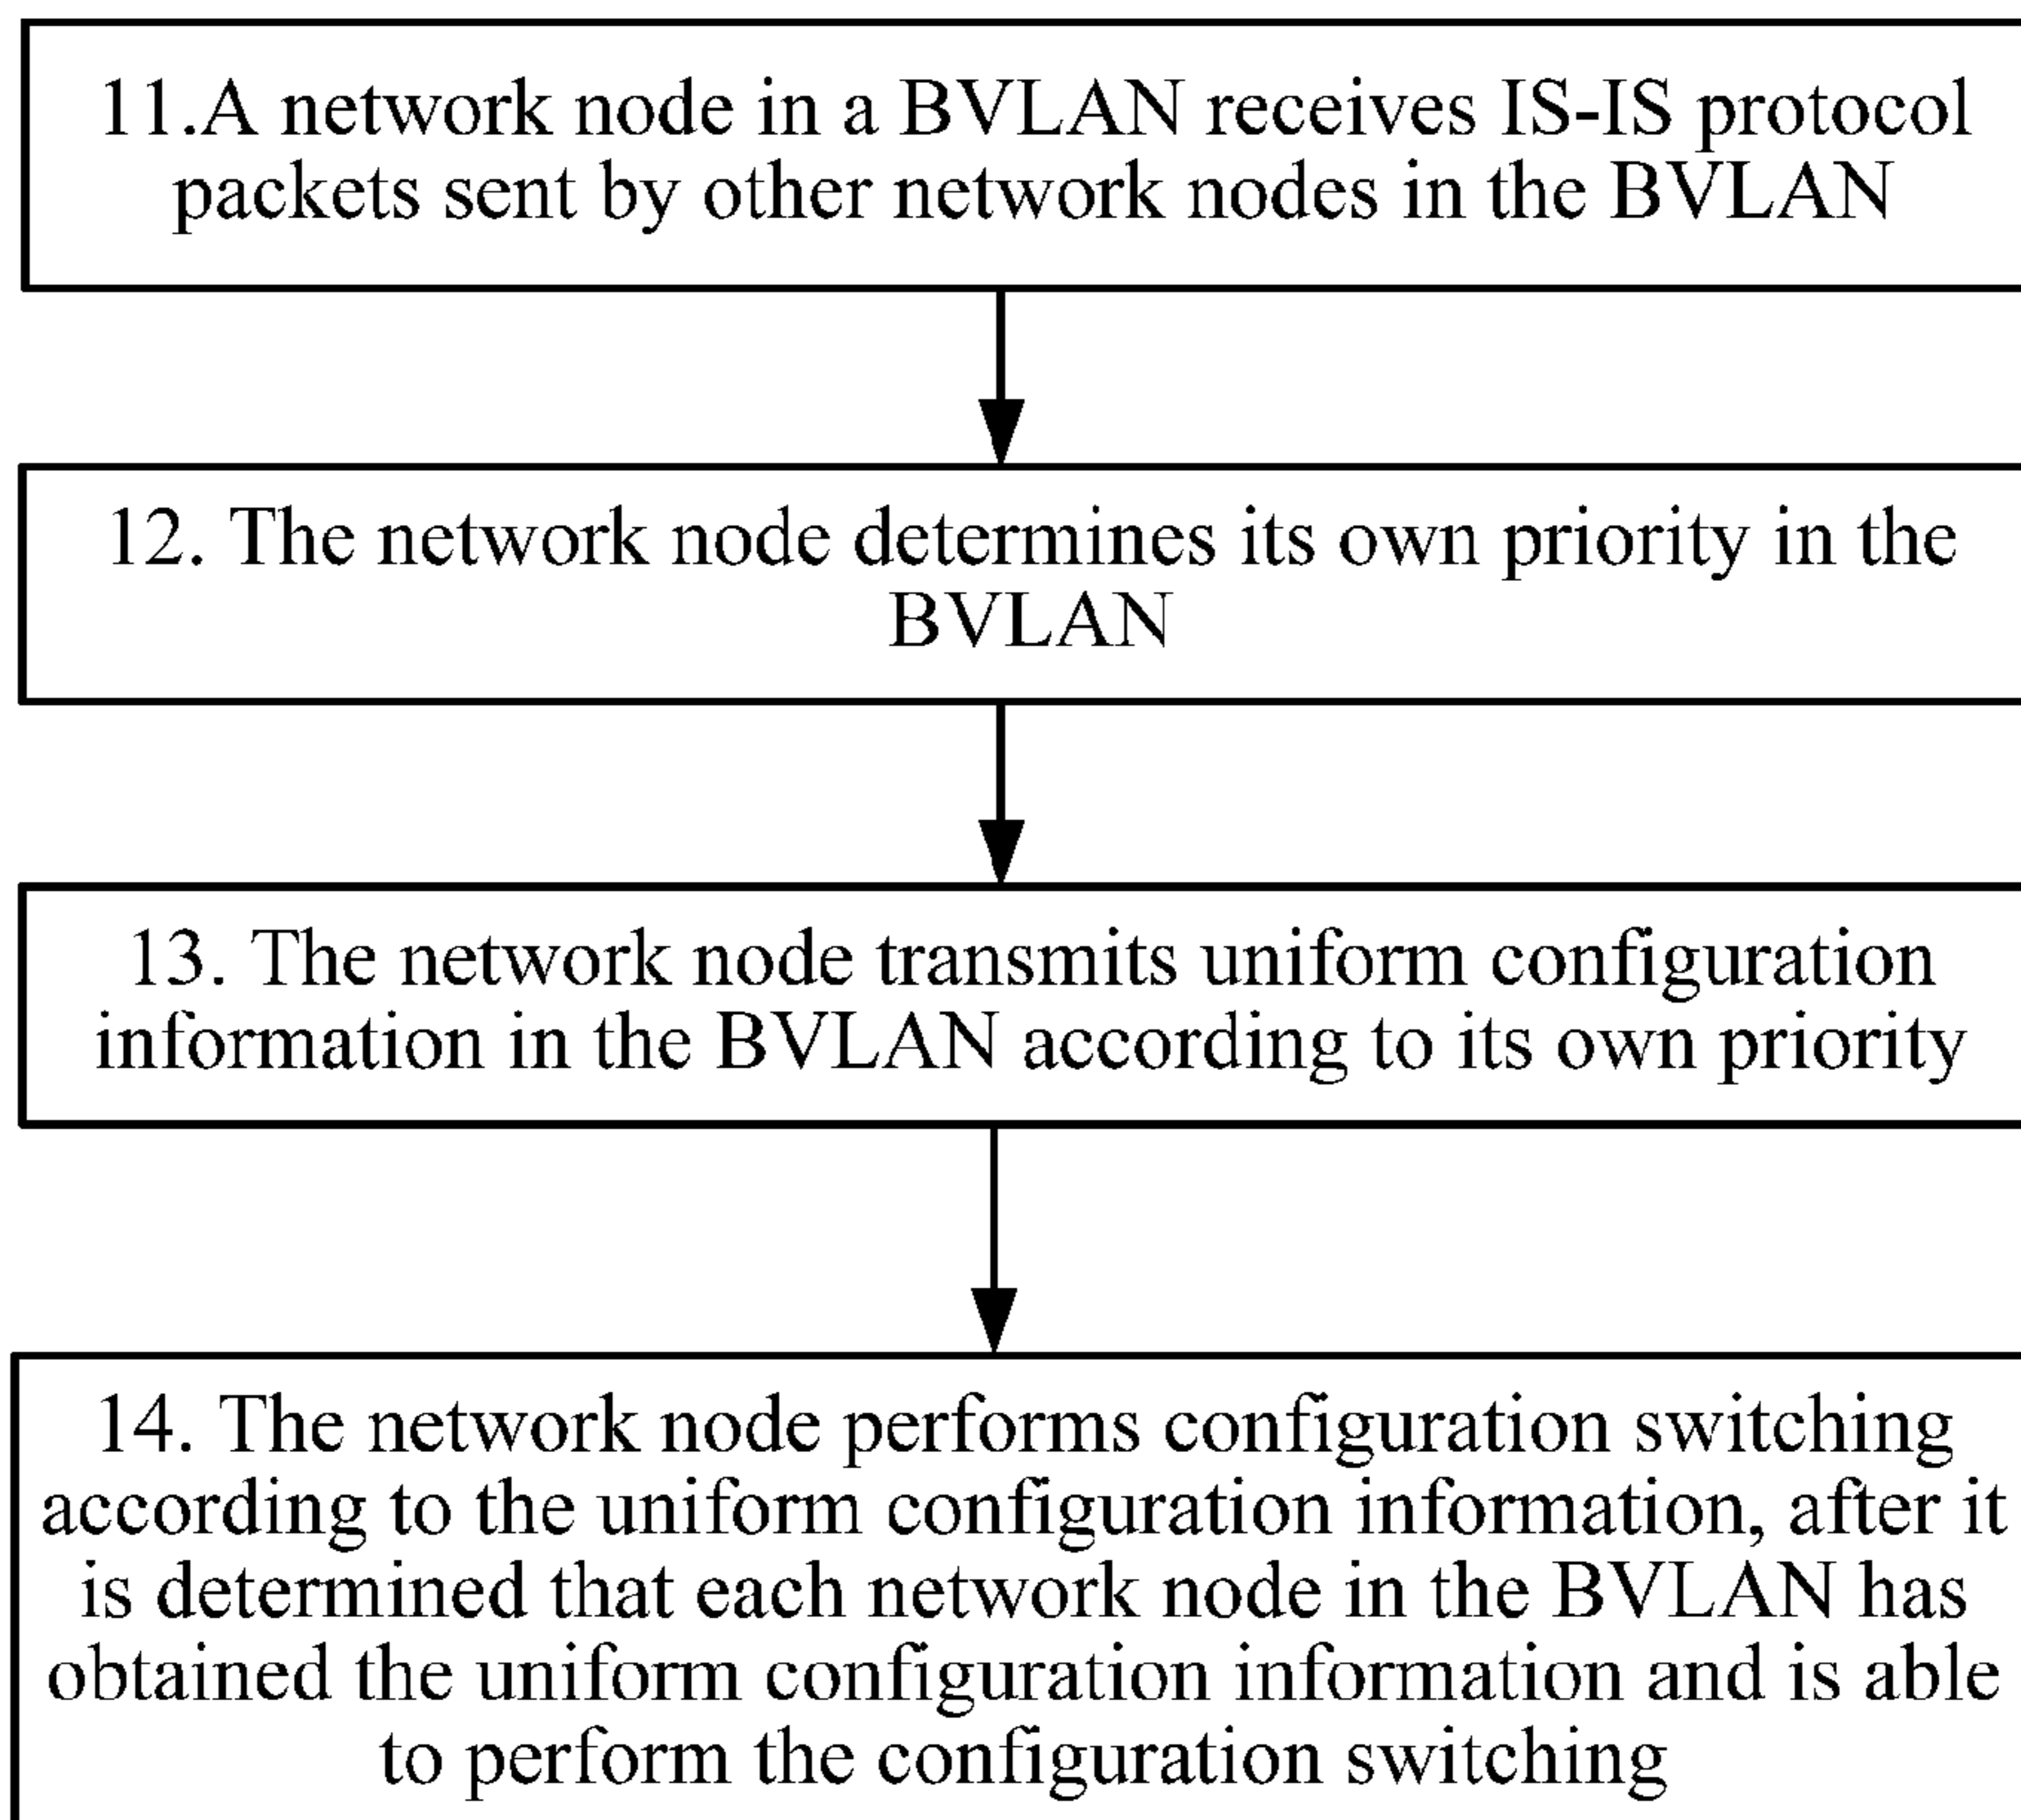 11.A network node in a BVLAN receives IS-IS protocol
packets sent by other network nodes in the BVLAN
12. The network node determines its own priority in the
BVLAN
13. The network node transmits uniform configuration
information in the BVLAN according to its own priority
14. The network node performs configuration switching
according to the uniform configuration information, after it
is determined that each network node in the BVLAN has
obtained the uniform configuration information and is able
to perform the configuration switching